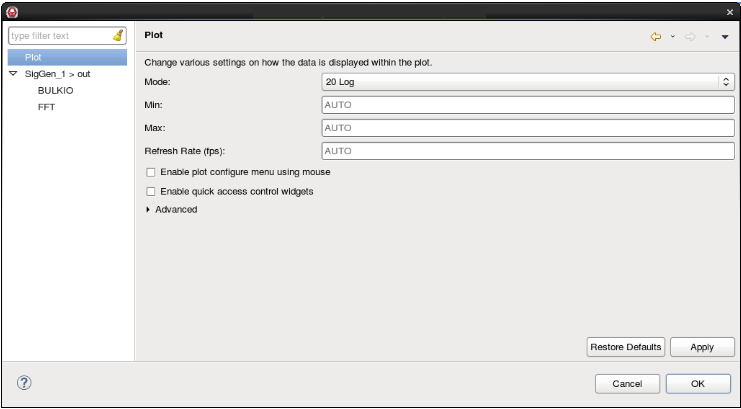 type filter text
Plot
SigGen_1 > out
BULKIO
FFT
Plot
Change various settings on how the data is displayed within the plot.
Mode: 20 Log
Min: AUTO
Max: AUTO
Refresh Rate (fps): AUTO
Enable plot configure menu using mouse
Enable quick access control widgets
Advanced
Restore Defaults Apply
? Cancel OK